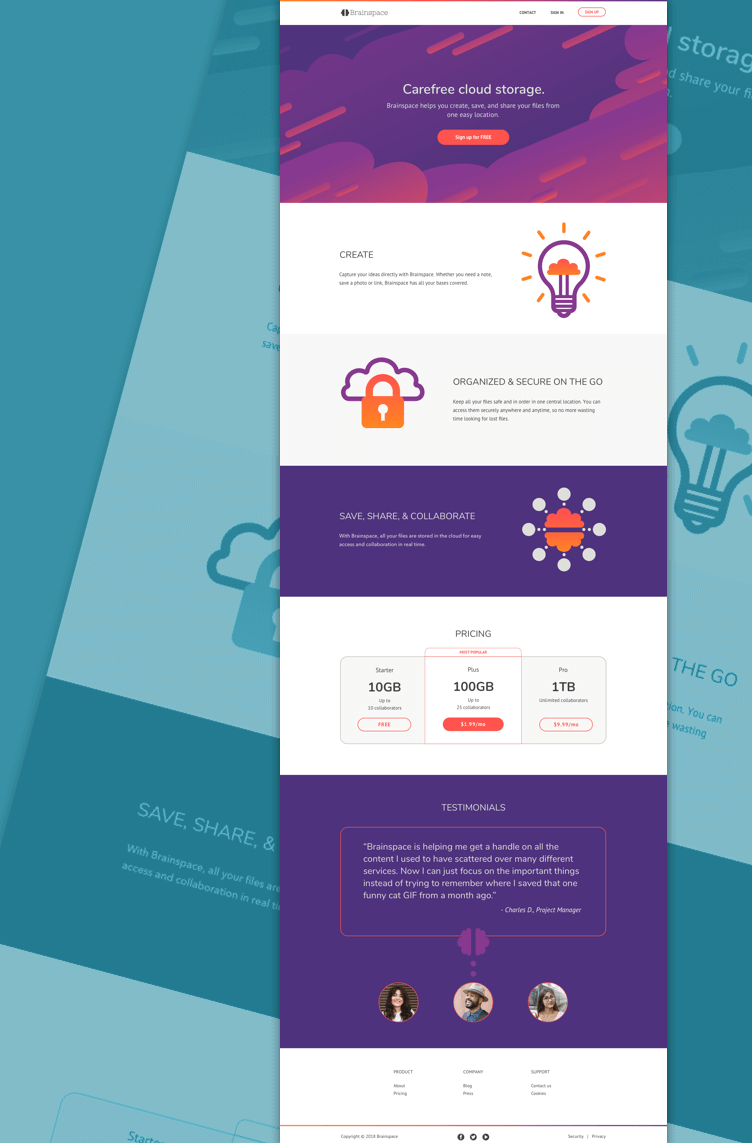 Brainspace
CONTACT
SIGN IN
SIGN UP
Carefree cloud storage.
Brainspace helps you create, save, and share your files from
one easy location.
Sign up for FREE
CREATE
Capture your ideas directly with Brainspace. Whether you need a note,
save a photo or link, Brainspace has all your bases covered.
ORGANIZED & SECURE ON THE GO
Keep all your files safe and in order in one central location. You can
access them securely anywhere and anytime, so no more wasting
time looking for lost files.
SAVE, SHARE, & COLLABORATE
With Brainspace, all your files are stored in the cloud for easy
access and collaboration in real time.
PRICING
MOST POPULAR
Starter
10GB
Up to
10 collaborators
FREE
Plus
100GB
Up to
25 collaborators
$1.99/mo
Pro
1TB
Unlimited collaborators
$9.99/mo
TESTIMONIALS
“Brainspace is helping me get a handle on all the
content I used to have scattered over many different
services. Now I can just focus on the important things
instead of trying to remember where I saved that one
funny cat GIF from a month ago.”
- Charles D., Project Manager
PRODUCT
About
Pricing
COMPANY
Blog
Press
SUPPORT
Contact us
Cookies
Copyright © 2018 Brainspace
Security | Privacy
storag
d share your fi
n.
Cap
save
THE GO
tion. You can
wasting
SAVE, SHARE, &
With Brainspace, all your files are
access and collaboration in real ti
Starte